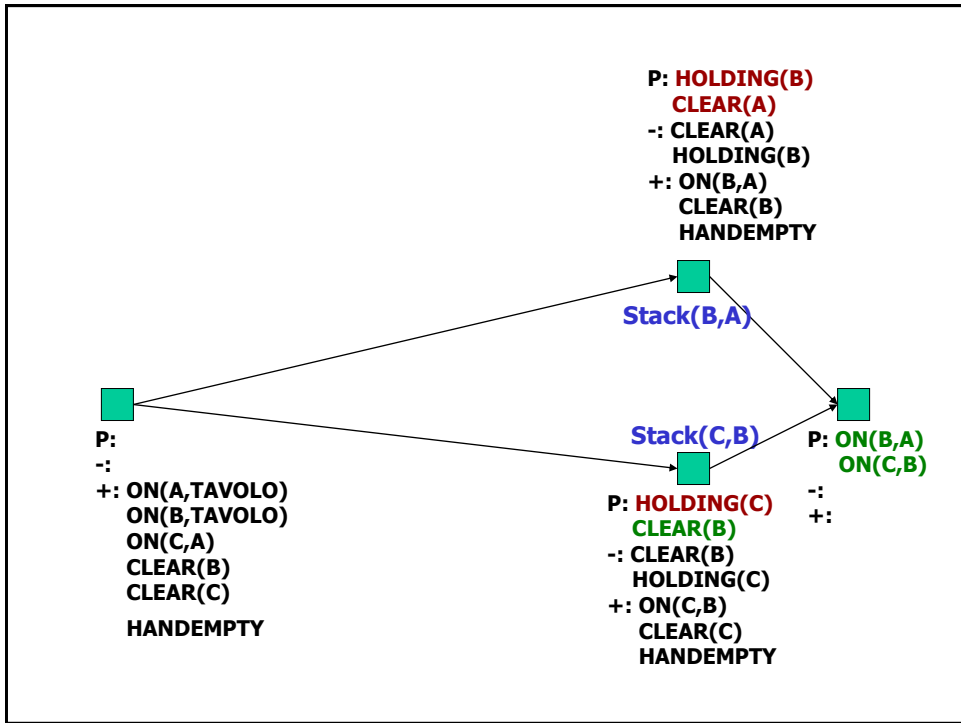 P: HOLDING(B)
CLEAR(A)
-: CLEAR(A)
HOLDING(B)
+: ON(B,A)
CLEAR(B)
HANDEMPTY
Stack(B,A)
P:
-:
+: ON(A,TAVOLO)
ON(B,TAVOLO)
ON(C,A)
CLEAR(B)
CLEAR(C)
HANDEMPTY
Stack(C,B)
P: HOLDING(C)
CLEAR(B)
-: CLEAR(B)
HOLDING(C)
+: ON(C,B)
CLEAR(C)
HANDEMPTY
P: ON(B,A)
ON(C,B)
-:
+: